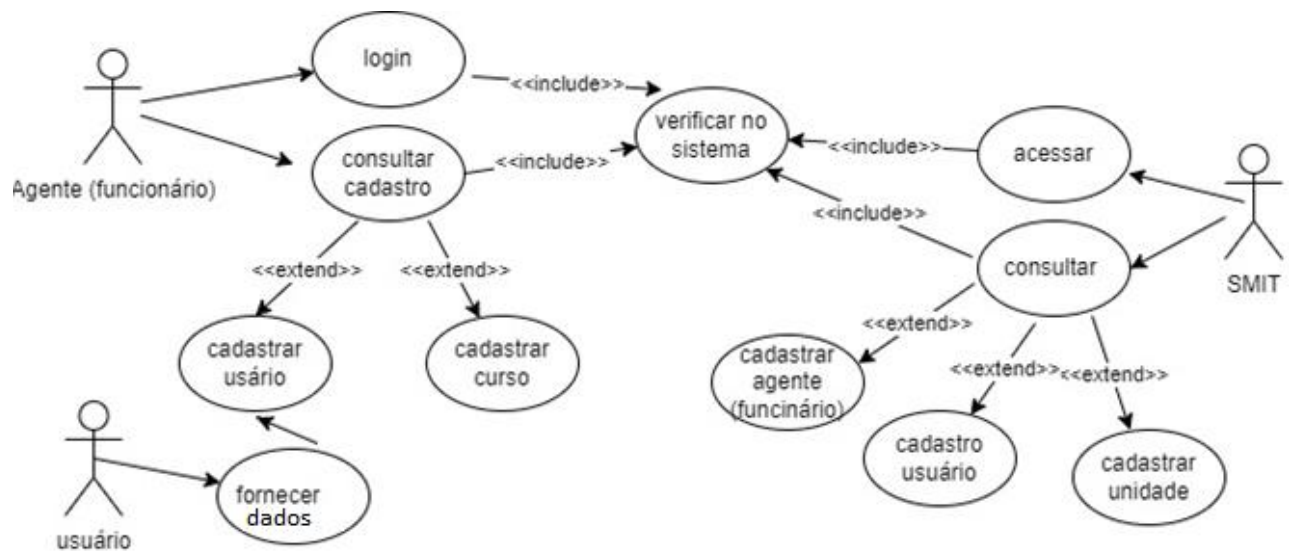 login
<<include>>
verificar no
sistema
Agente (funcionário)
consultar
cadastro
<<include>>
<<include>>
acessar
<<include>>
consultar
SMIT
<<extend>>
<<extend>>
cadastrar
usário
cadastrar
curso
<<extend>>
cadastrar
agente
(funcinário)
<<extend>>
<<extend>>
cadastro
usuário
cadastrar
unidade
fornecer
dados
usuário